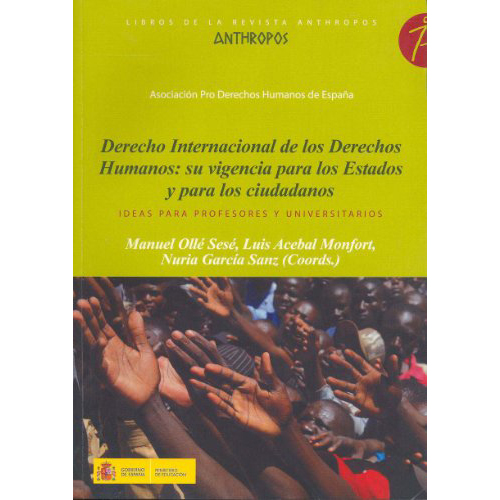 LIBROS DE LA REVISTA ANTHROPOS
ANTHROPOS
Asociación Pro Derechos Humanos de España
Derecho Internacional de los Derechos
Humanos: su vigencia para los Estados
y para los ciudadanos
IDEAS PARA PROFESORES Y UNIVERSITARIOS
Manuel Ollé Sesé, Luis Acebal Monfort,
Nuria García Sanz (Coords.)
GOBIERNO
DE ESPAÑA
MINISTERIO
DE EDUCACIÓN